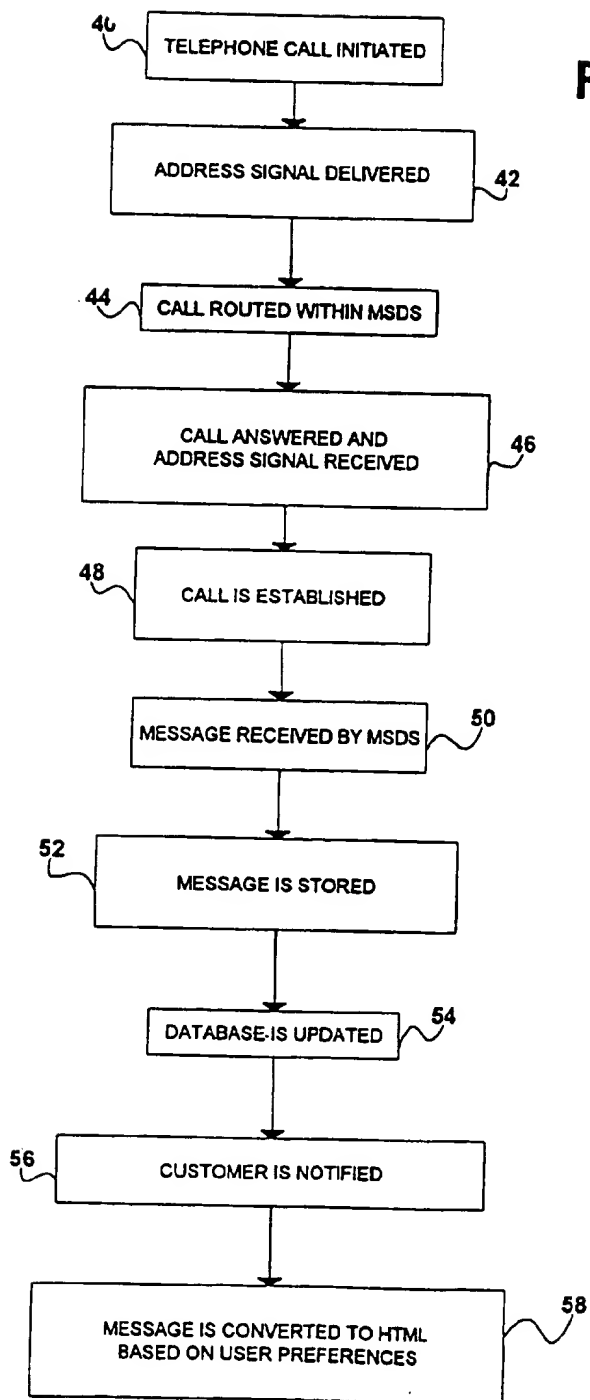 40
TELEPHONE CALL INITIATED
ADDRESS SIGNAL DELIVERED
42
44
CALL ROUTED WITHIN MSDS
CALL ANSWERED AND
ADDRESS SIGNAL RECEIVED
46
48
CALL IS ESTABLISHED
MESSAGE RECEIVED BY MSDS
50
52
MESSAGE IS STORED
DATABASE IS UPDATED
54
56
CUSTOMER IS NOTIFIED
MESSAGE IS CONVERTED TO HTML
BASED ON USER PREFERENCES
58